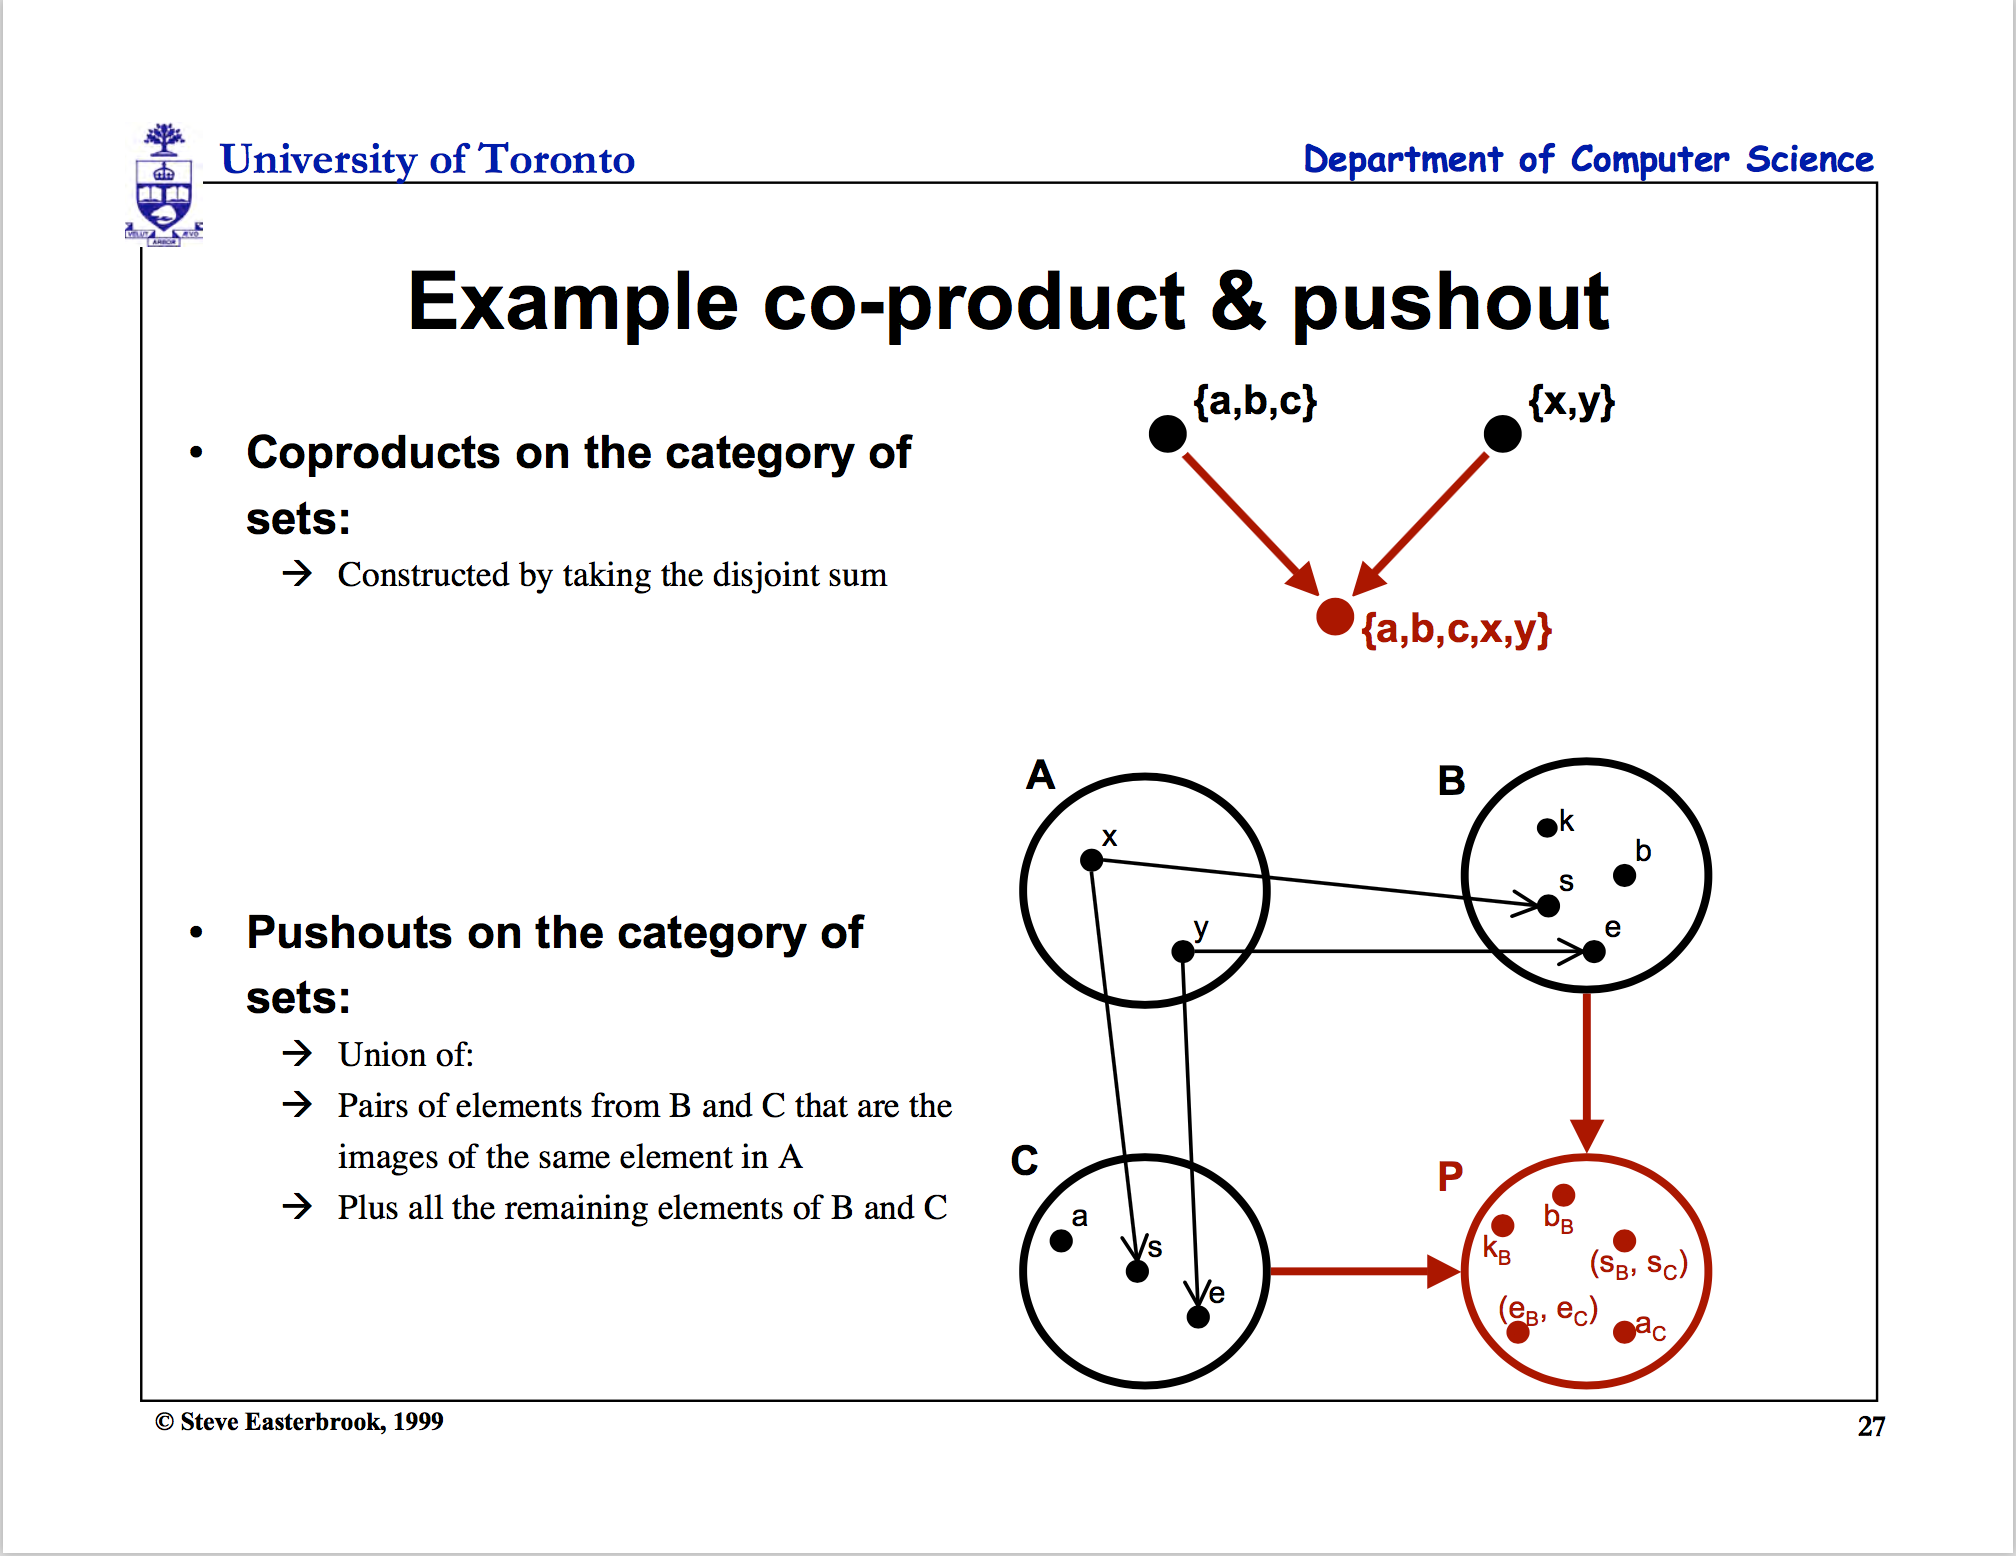 University of Toronto
Department of Computer Science
VELUT ARBOR ÆVO
Example co-product & pushout
• Coproducts on the category of
sets:
→ Constructed by taking the disjoint sum
{a,b,c}
{x,y}
{a,b,c,x,y}
• Pushouts on the category of
sets:
→ Union of:
→ Pairs of elements from B and C that are the
images of the same element in A
→ Plus all the remaining elements of B and C
A
x
y
B
k
b
s
e
C
a
s
e
P
bB
kB
(sB, sC)
(eB, eC)
aC
© Steve Easterbrook, 1999
27